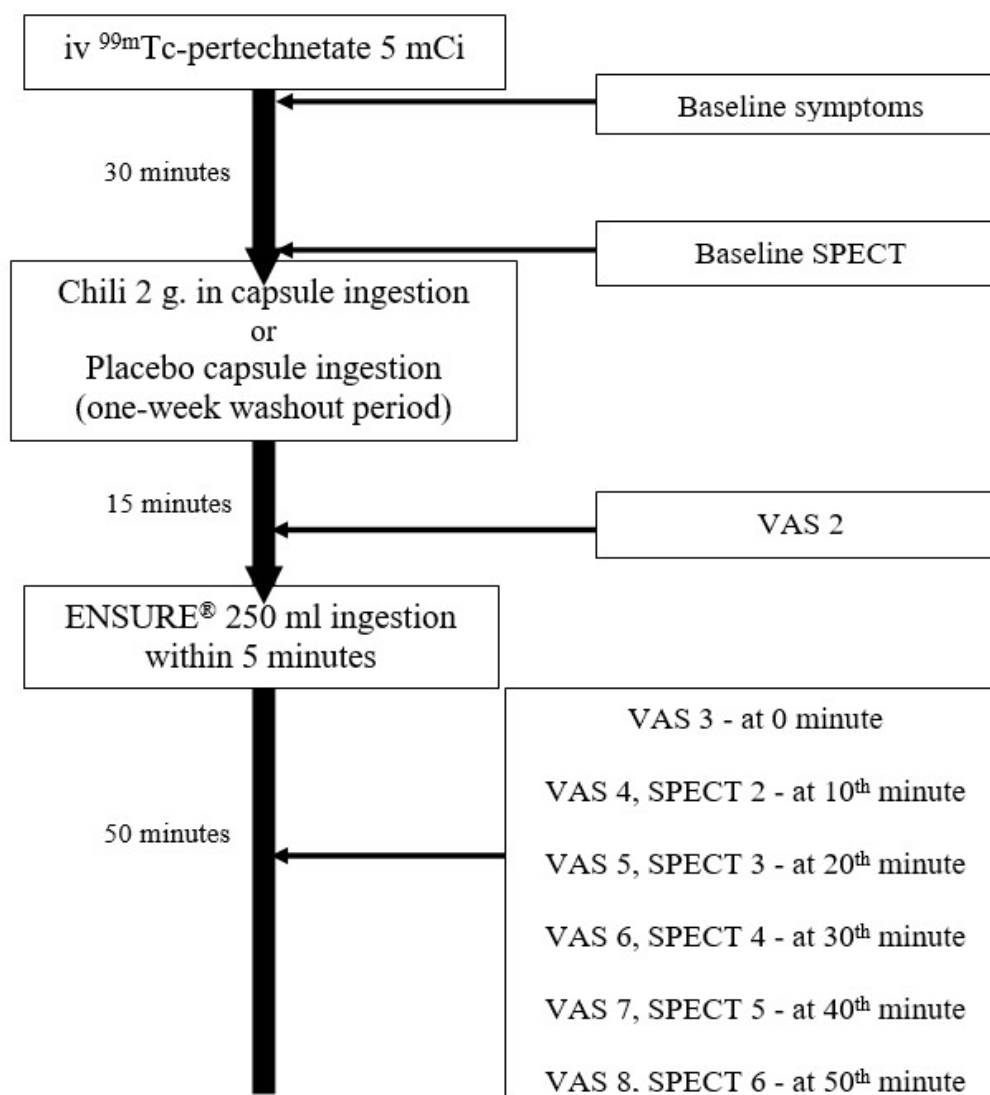 iv ⁹⁹ᵐTc-pertechnetate 5 mCi
Baseline symptoms
30 minutes
Baseline SPECT
Chili 2 g. in capsule ingestion
or
Placebo capsule ingestion
(one-week washout period)
15 minutes
VAS 2
ENSURE® 250 ml ingestion
within 5 minutes
VAS 3 - at 0 minute
VAS 4, SPECT 2 - at 10ᵗʰ minute
50 minutes
VAS 5, SPECT 3 - at 20ᵗʰ minute
VAS 6, SPECT 4 - at 30ᵗʰ minute
VAS 7, SPECT 5 - at 40ᵗʰ minute
VAS 8, SPECT 6 - at 50ᵗʰ minute